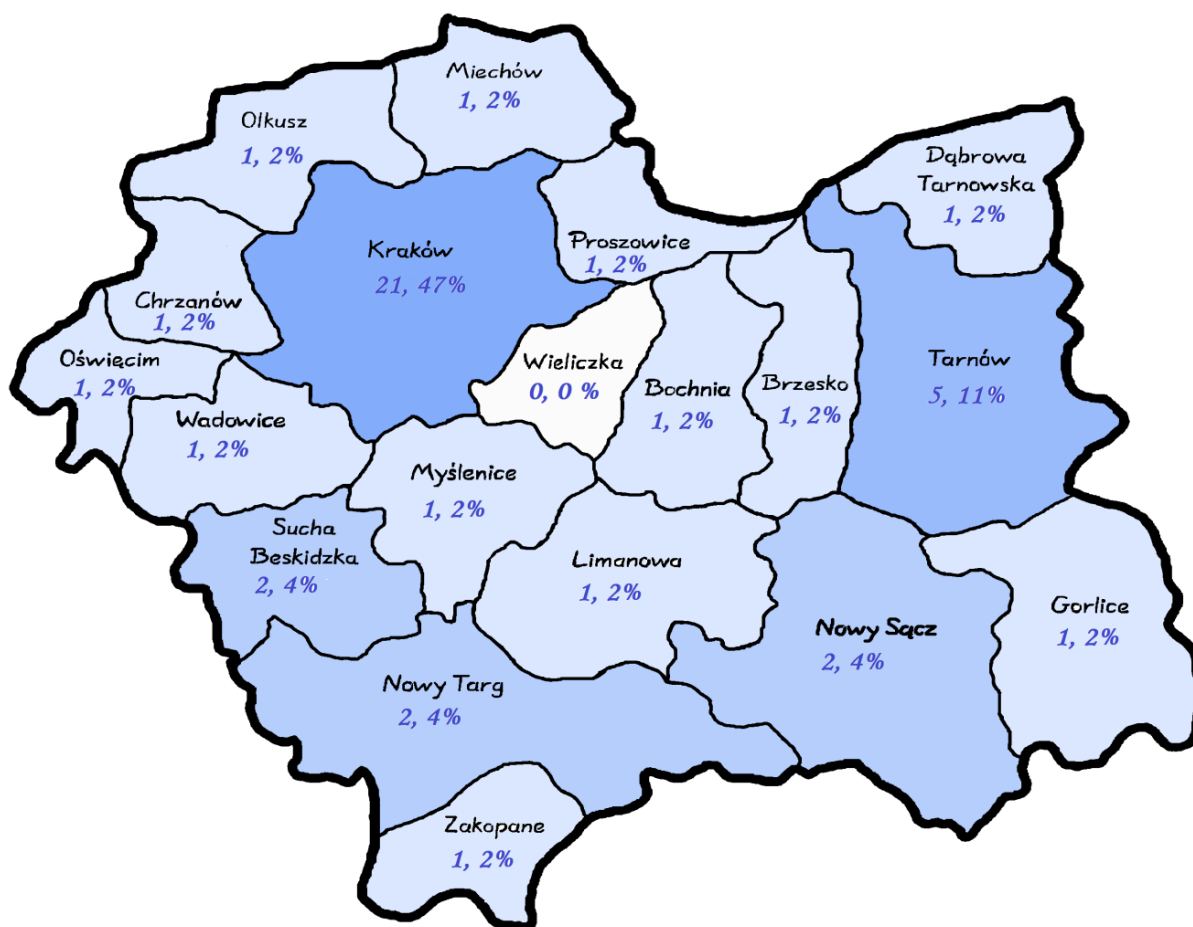 Miechów
1, 2%
Olkusz
1, 2%
Dąbrowa
Tarnowska
1, 2%
Kraków
21, 47%
Proszowice
1, 2%
Chrzanów
1, 2%
Oświęcim
1, 2%
Wieliczka
0, 0 %
Bochnia
1, 2%
Brzesko
1, 2%
Tarnów
5, 11%
Wadowice
1, 2%
Myślenice
1, 2%
Sucha
Beskidzka
2, 4%
Limanowa
1, 2%
Nowy Sącz
2, 4%
Gorlice
1, 2%
Nowy Targ
2, 4%
Zakopane
1, 2%